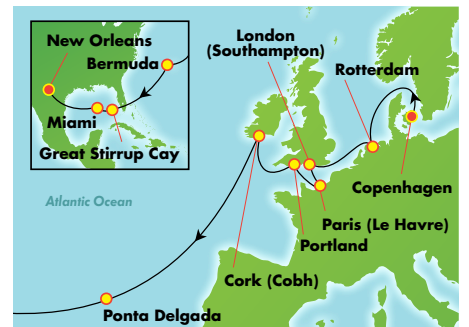 New Orleans
Bermuda
Miami
Great Stirrup Cay
London
(Southampton)
Rotterdam
Copenhagen
Paris (Le Havre)
Portland
Cork (Cobh)
Atlantic Ocean
Ponta Delgada